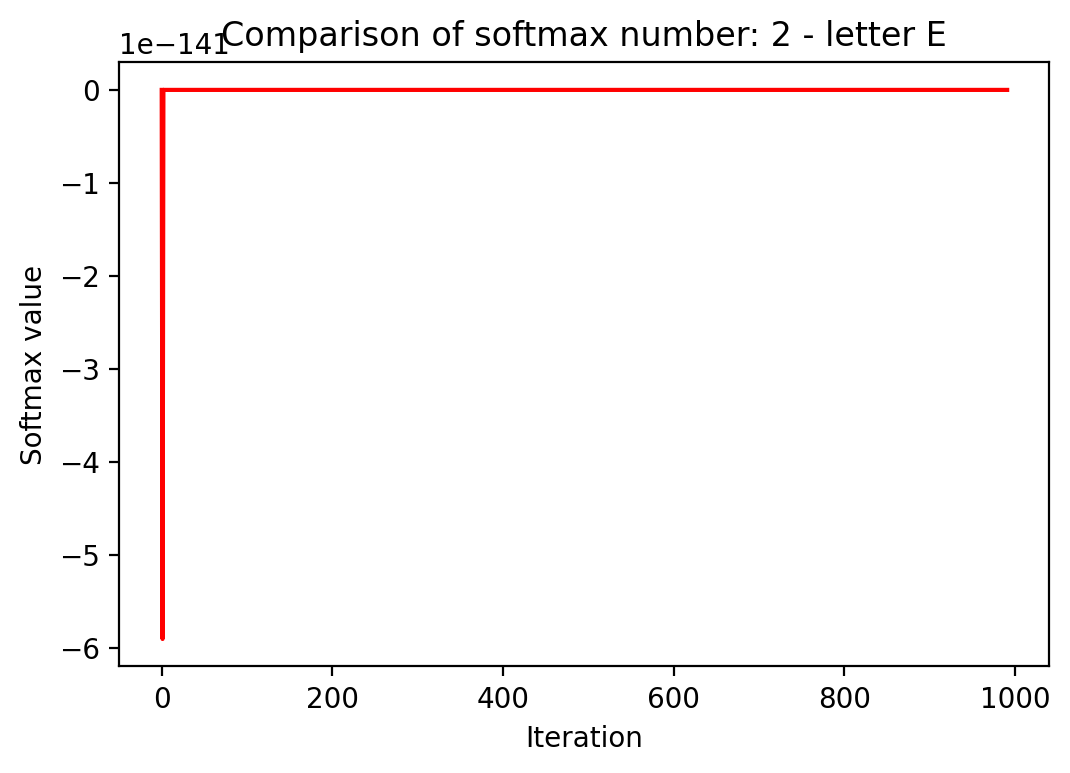 Comparison of softmax number: 2 - letter E
1e−141
0
−1
−2
−3
−4
−5
−6
Softmax value
0 200 400 600 800 1000
Iteration